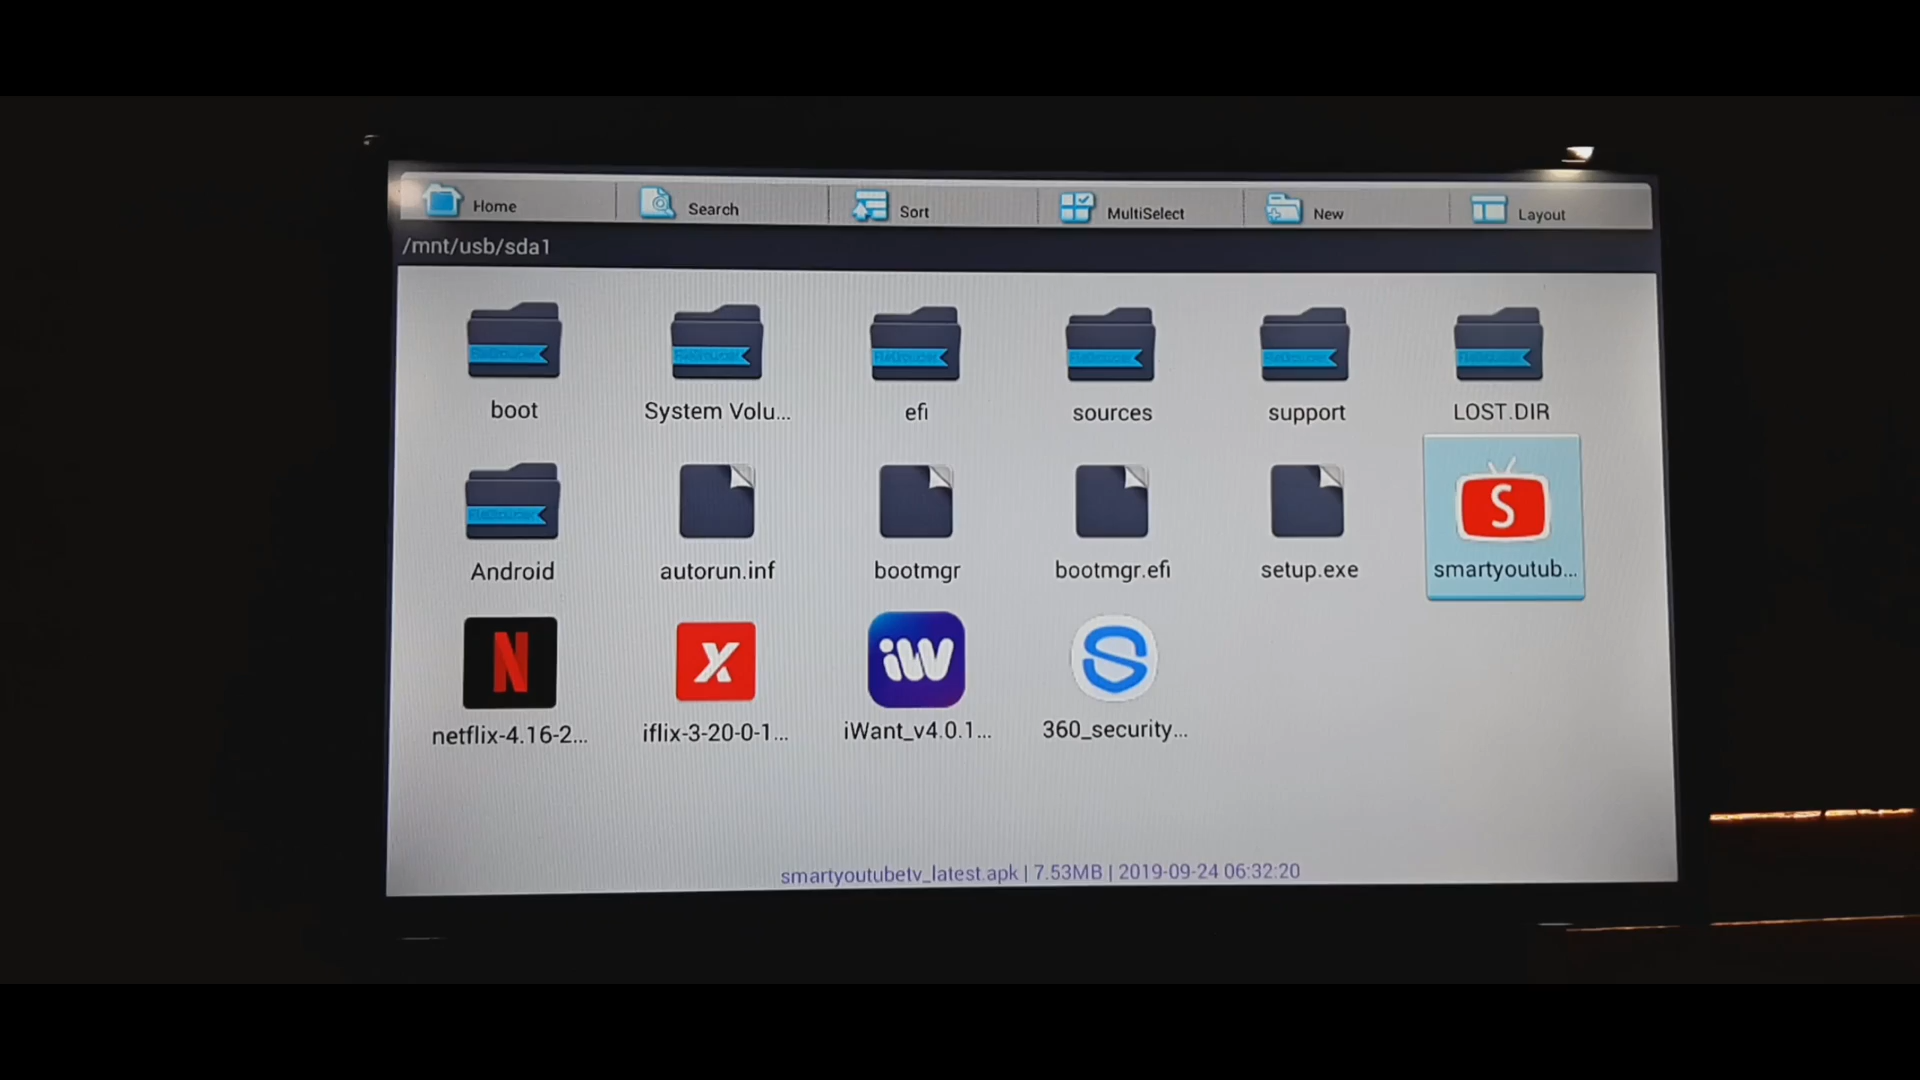 Home Search Sort MultiSelect New Layout
/mnt/usb/sda1
boot System Volu... efi sources support LOST.DIR
S
Android autorun.inf bootmgr bootmgr.efi setup.exe smartyoutub...
N x iW S
netflix-4.16-2... iflix-3-20-0-1... iWant_v4.0.1... 360_security...
smartyoutubetv_latest.apk | 7.53MB | 2019-09-24 06:32:20